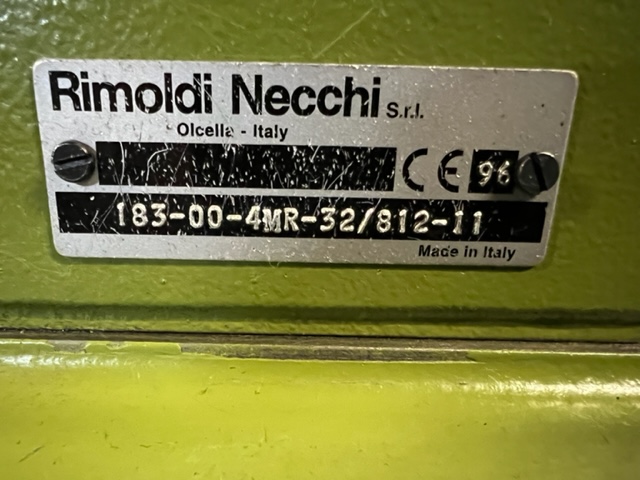 Rimoldi Necchi S.r.l.
Olcella - Italy
CE 96
183-00-4MR-32/812-11
Made in Italy